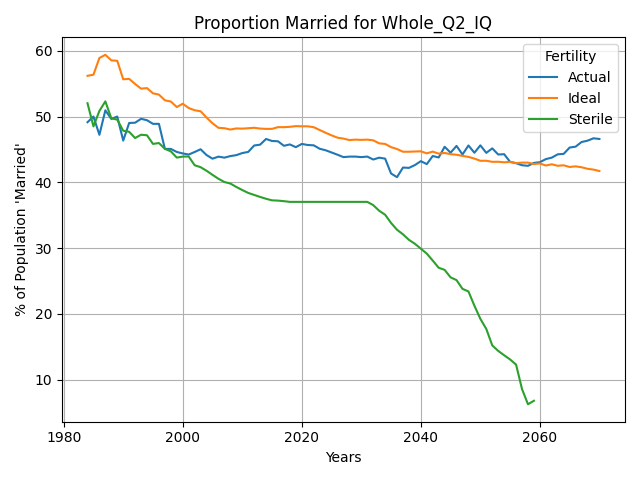 Proportion Married for Whole_Q2_IQ
% of Population 'Married'
60
50
40
30
20
10
1980
2000
2020
2040
2060
Years
Fertility
Actual
Ideal
Sterile